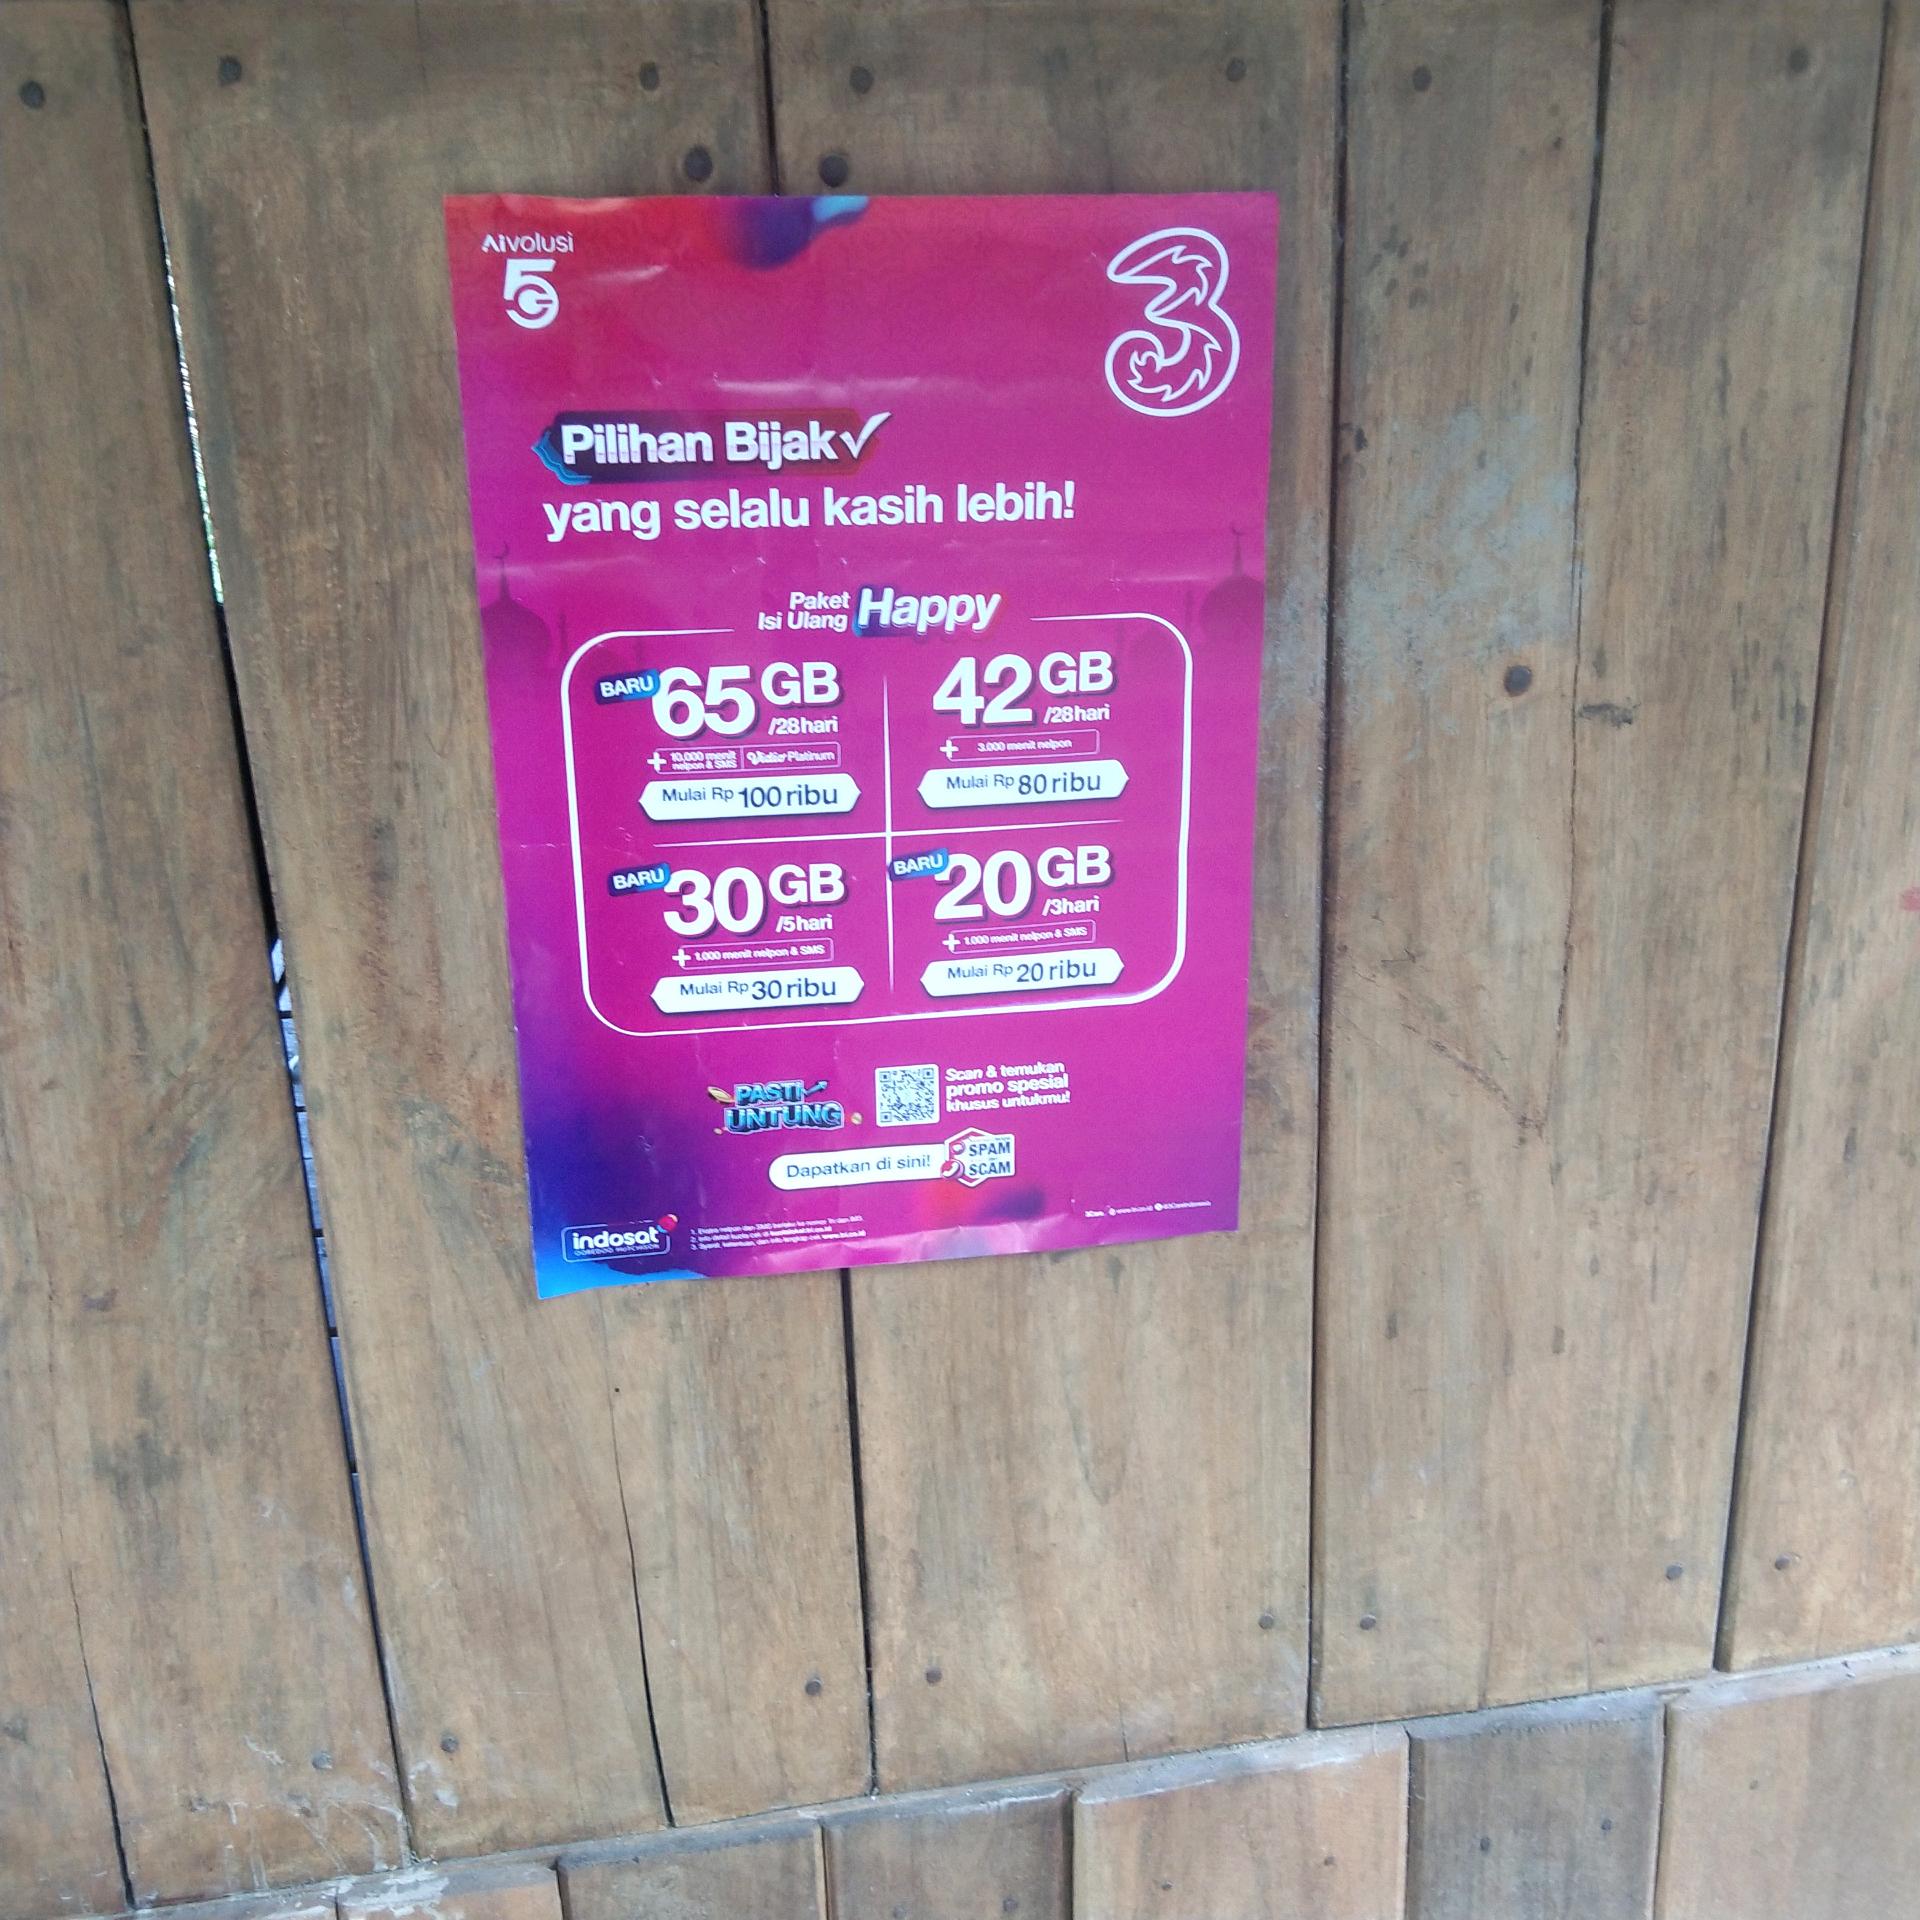 AIvolusi
5G
3
Pilihan Bijak
yang selalu kasih lebih!
Paket
Isi Ulang Happy
BARU 65 GB
/28hari
+ 10.000 menit
nelpon & SMS
Vidio Platinum
Mulai Rp 100 ribu
42 GB
/28hari
+ 3.000 menit nelpon
Mulai Rp 80 ribu
BARU 30 GB
/5hari
+ 1.000 menit nelpon & SMS
Mulai Rp 30 ribu
BARU 20 GB
/3hari
+ 1.000 menit nelpon & SMS
Mulai Rp 20 ribu
PASTI
UNTUNG
Scan & temukan
promo spesial
khusus untukmu!
Dapatkan di sini!
SPAM
SCAM
indosat
OOREDOO HUTCHISON